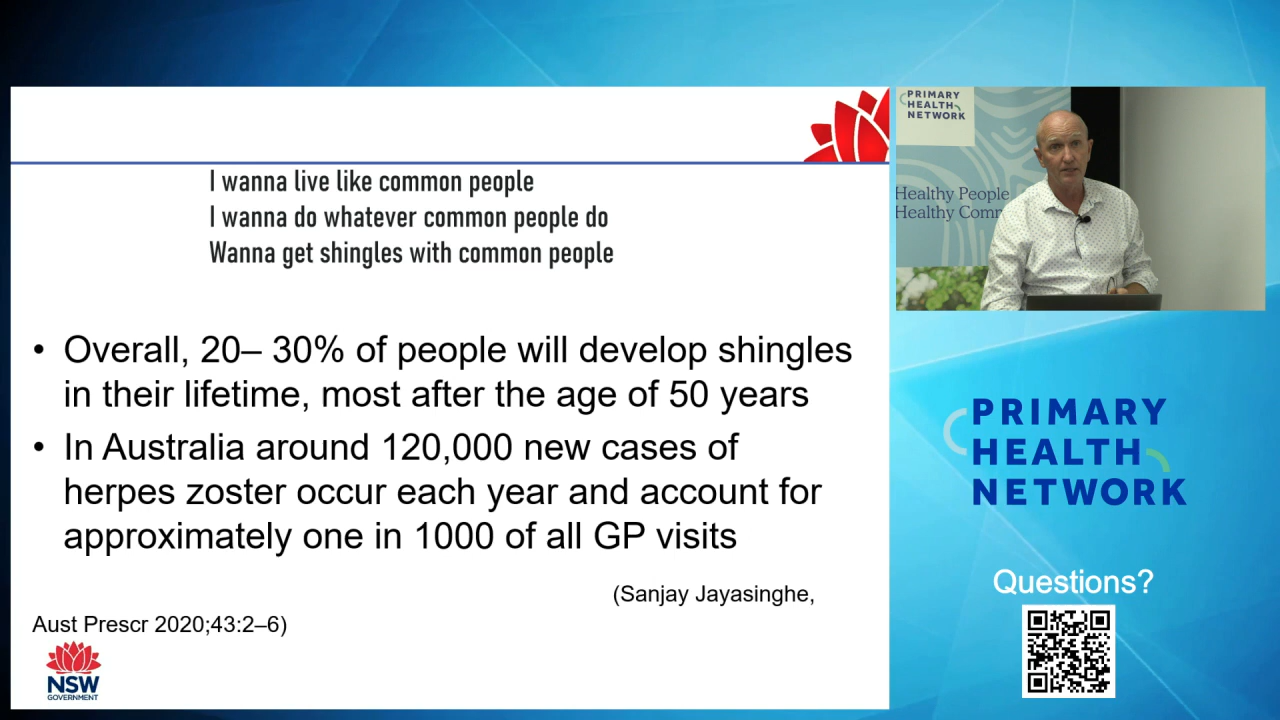 I wanna live like common people
I wanna do whatever common people do
Wanna get shingles with common people
• Overall, 20– 30% of people will develop shingles
in their lifetime, most after the age of 50 years
• In Australia around 120,000 new cases of
herpes zoster occur each year and account for
approximately one in 1000 of all GP visits
(Sanjay Jayasinghe,
Aust Prescr 2020;43:2–6)
NSW
GOVERNMENT
PRIMARY
HEALTH
NETWORK
Healthy People
Healthy Comm
PRIMARY
HEALTH
NETWORK
Questions?